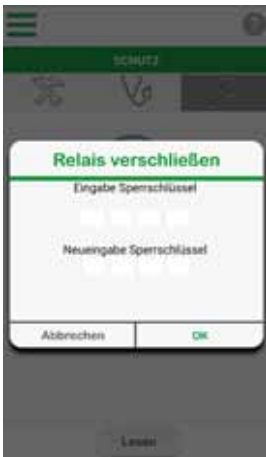 SCHUTZ
Relais verschließen
Eingabe Sperrschlüssel
Neueingabe Sperrschlüssel
Abbrechen
OK
Lesen